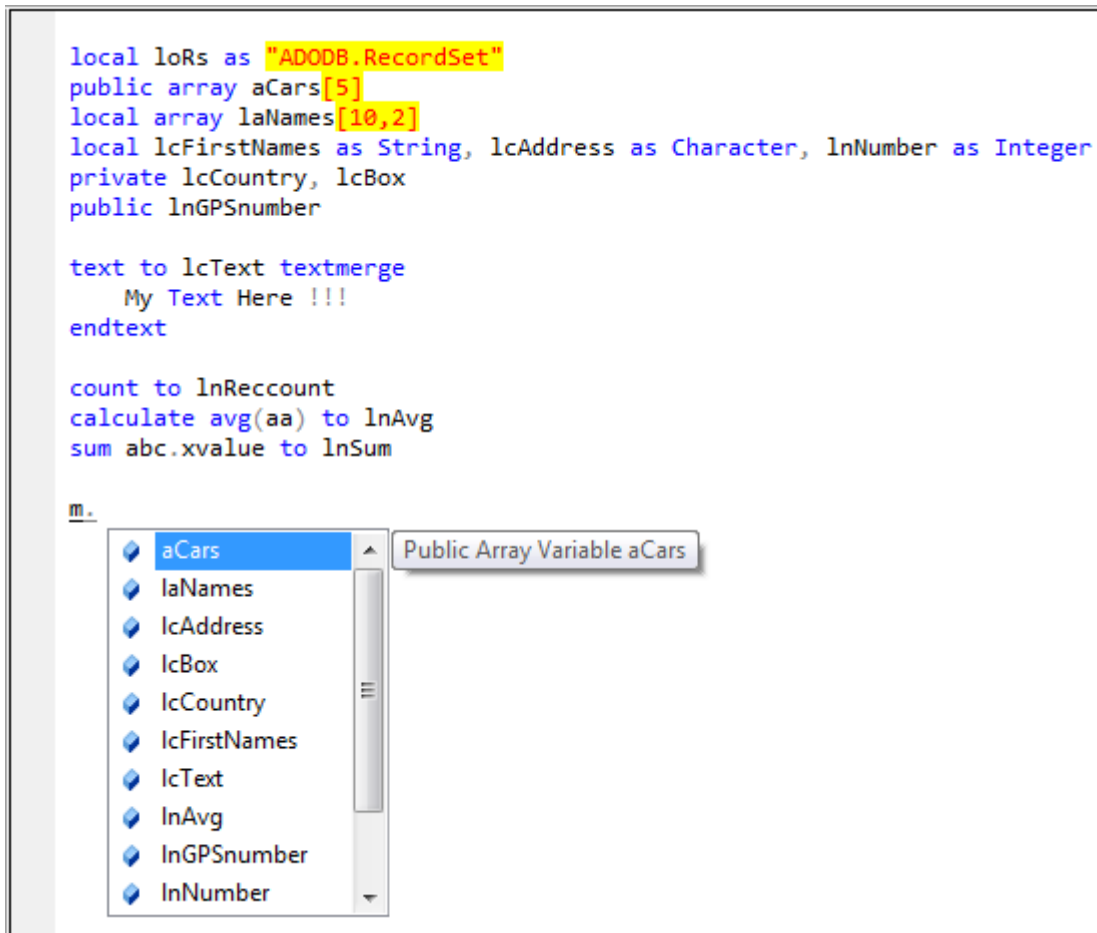 local loRs as "ADODB.RecordSet"
public array aCars[5]
local array laNames[10,2]
local lcFirstNames as String, lcAddress as Character, lnNumber as Integer
private lcCountry, lcBox
public lnGPSnumber
text to lcText textmerge
My Text Here !!!
endtext
count to lnReccount
calculate avg(aa) to lnAvg
sum abc.xvalue to lnSum
m.
aCars Public Array Variable aCars
laNames
lcAddress
lcBox
lcCountry
lcFirstNames
lcText
lnAvg
lnGPSnumber
lnNumber